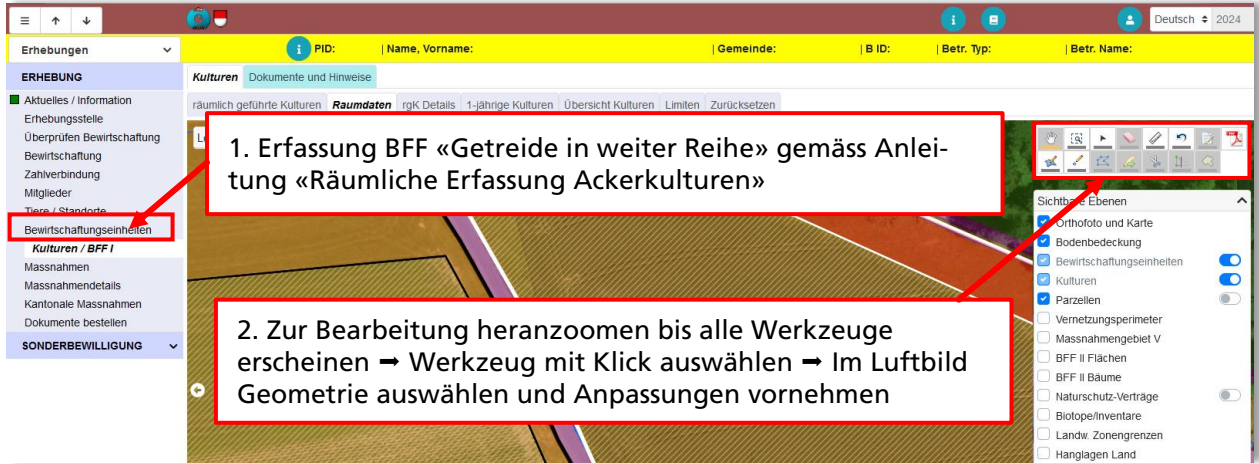 Deutsch 2024
Erhebungen
i PID: | Name, Vorname: | Gemeinde: | B ID: | Betr. Typ: | Betr. Name:
ERHEBUNG
Aktuelles / Information
Erhebungsstelle
Überprüfen Bewirtschaftung
Bewirtschaftung
Zahlverbindung
Mitglieder
Tiere / Standorte
Bewirtschaftungseinheiten
Kulturen / BFF I
Massnahmen
Massnahmendetails
Kantonale Massnahmen
Dokumente bestellen
SONDERBEWILLIGUNG
Kulturen Dokumente und Hinweise
räumlich geführte Kulturen Raumdaten rgK Details 1-jährige Kulturen Übersicht Kulturen Limiten Zurücksetzen
1. Erfassung BFF «Getreide in weiter Reihe» gemäss Anlei-
tung «Räumliche Erfassung Ackerkulturen»
2. Zur Bearbeitung heranzoomen bis alle Werkzeuge
erscheinen ➞ Werkzeug mit Klick auswählen ➞ Im Luftbild
Geometrie auswählen und Anpassungen vornehmen
Sichtbare Ebenen
Orthofoto und Karte
Bodenbedeckung
Bewirtschaftungseinheiten
Kulturen
Parzellen
Vernetzungsperimeter
Massnahmengebiet V
BFF II Flächen
BFF II Bäume
Naturschutz-Verträge
Biotope/Inventare
Landw. Zonengrenzen
Hanglagen Land